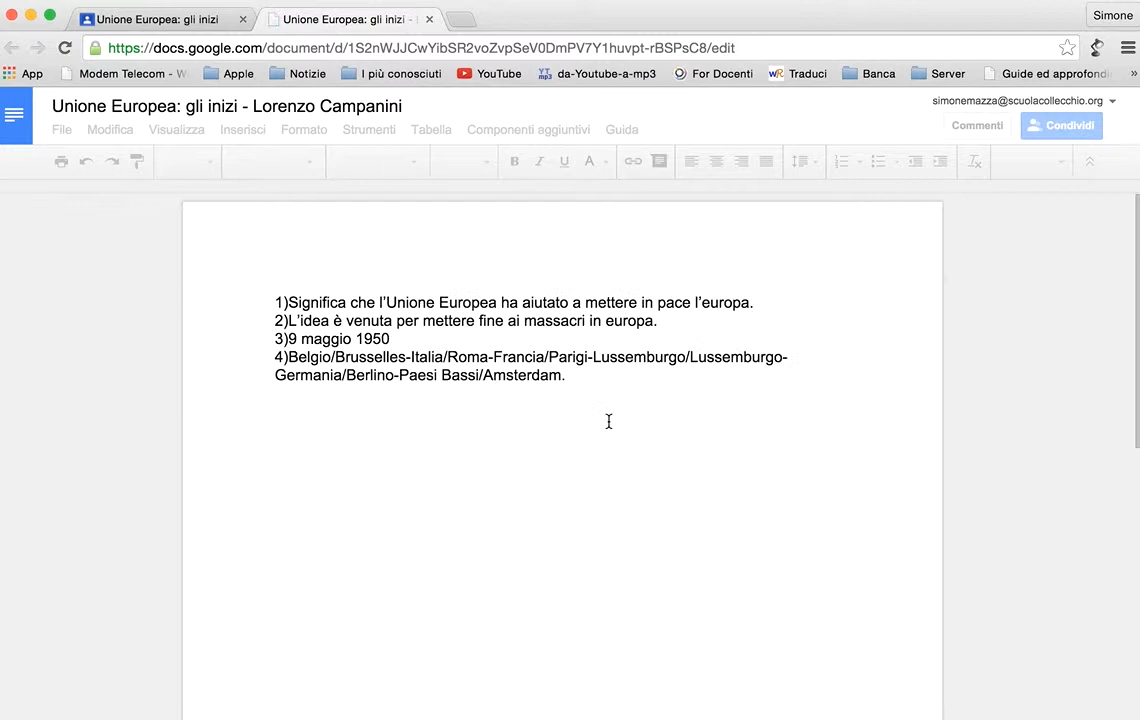 Unione Europea: gli inizi
Unione Europea: gli inizi -
Simone
https://docs.google.com/document/d/1S2nWJJCwYibSR2voZvpSeV0DmPV7Y1huvpt-rBSPsC8/edit
App
Modem Telecom - W
Apple
Notizie
I più conosciuti
YouTube
da-Youtube-a-mp3
For Docenti
Traduci
Banca
Server
Guide ed approfondi
»
Unione Europea: gli inizi - Lorenzo Campanini
simonemazza@scuolacollecchio.org
File Modifica Visualizza Inserisci Formato Strumenti Tabella Componenti aggiuntivi Guida
Commenti
Condividi
B I U A
1)Significa che l'Unione Europea ha aiutato a mettere in pace l'europa.
2)L'idea è venuta per mettere fine ai massacri in europa.
3)9 maggio 1950
4)Belgio/Brusselles-Italia/Roma-Francia/Parigi-Lussemburgo/Lussemburgo-
Germania/Berlino-Paesi Bassi/Amsterdam.